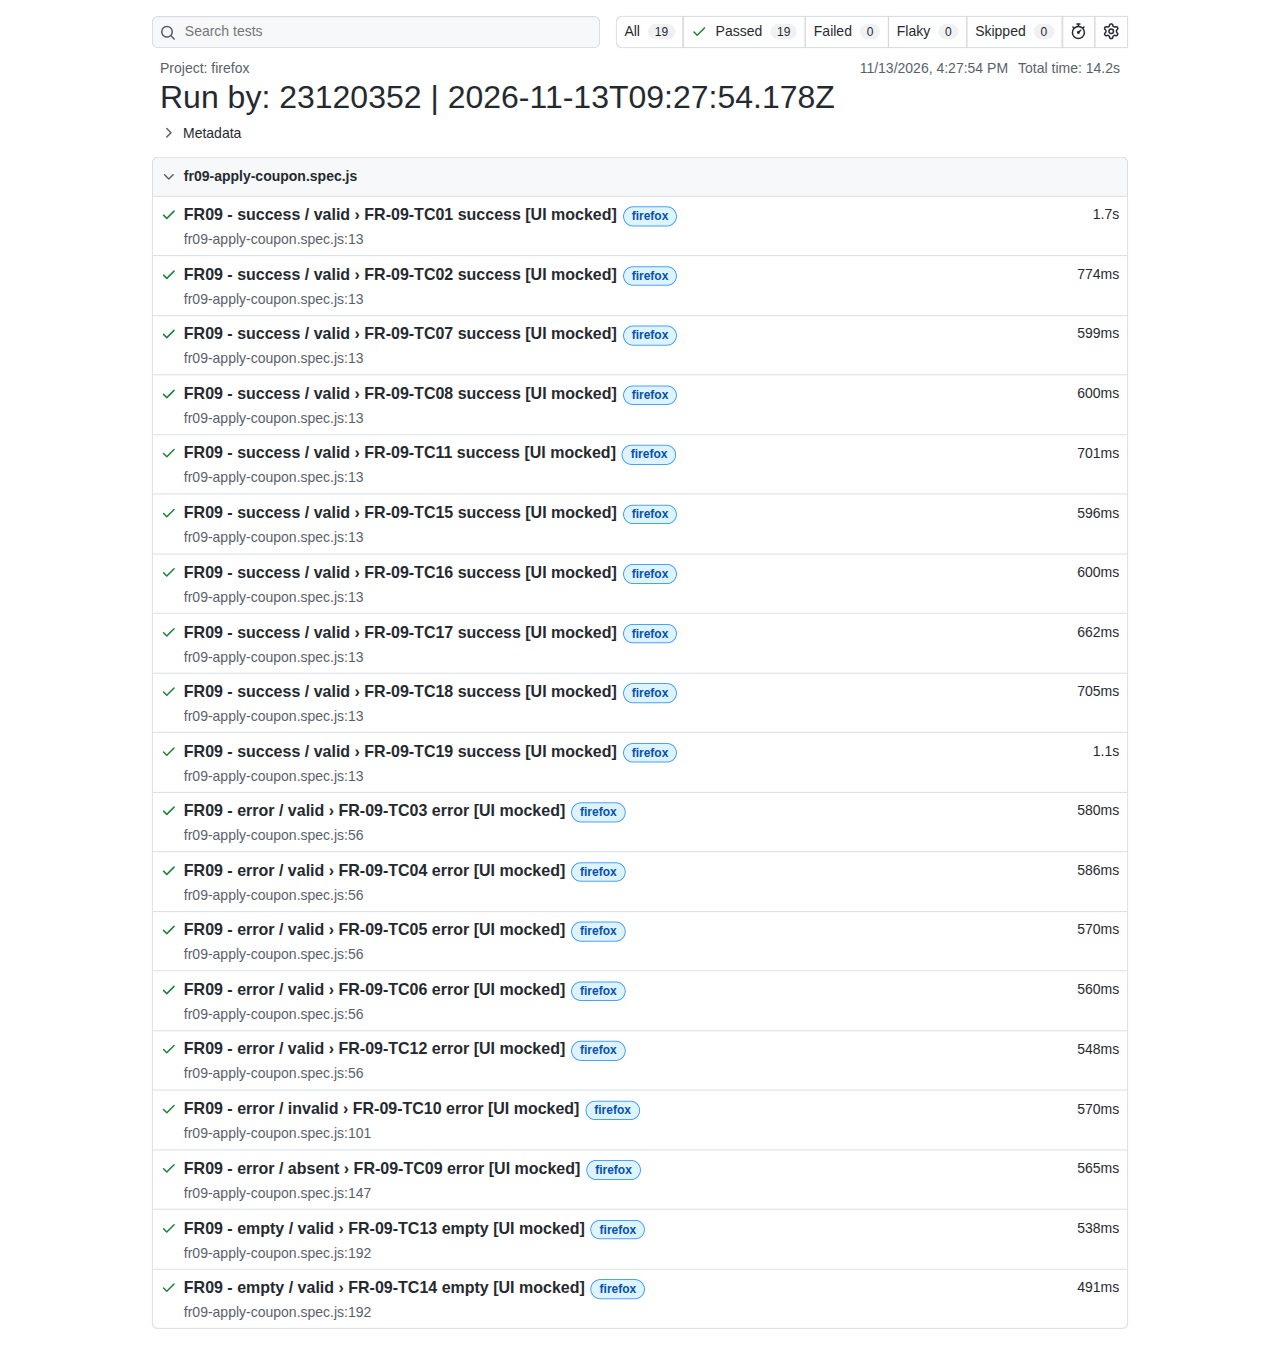 Search tests
All 19 Passed 19 Failed 0 Flaky 0 Skipped 0
Project: firefox 11/13/2026, 4:27:54 PM Total time: 14.2s
Run by: 23120352 | 2026-11-13T09:27:54.178Z
Metadata
fr09-apply-coupon.spec.js
FR09 - success / valid › FR-09-TC01 success [UI mocked] firefox 1.7s
fr09-apply-coupon.spec.js:13
FR09 - success / valid › FR-09-TC02 success [UI mocked] firefox 774ms
fr09-apply-coupon.spec.js:13
FR09 - success / valid › FR-09-TC07 success [UI mocked] firefox 599ms
fr09-apply-coupon.spec.js:13
FR09 - success / valid › FR-09-TC08 success [UI mocked] firefox 600ms
fr09-apply-coupon.spec.js:13
FR09 - success / valid › FR-09-TC11 success [UI mocked] firefox 701ms
fr09-apply-coupon.spec.js:13
FR09 - success / valid › FR-09-TC15 success [UI mocked] firefox 596ms
fr09-apply-coupon.spec.js:13
FR09 - success / valid › FR-09-TC16 success [UI mocked] firefox 600ms
fr09-apply-coupon.spec.js:13
FR09 - success / valid › FR-09-TC17 success [UI mocked] firefox 662ms
fr09-apply-coupon.spec.js:13
FR09 - success / valid › FR-09-TC18 success [UI mocked] firefox 705ms
fr09-apply-coupon.spec.js:13
FR09 - success / valid › FR-09-TC19 success [UI mocked] firefox 1.1s
fr09-apply-coupon.spec.js:13
FR09 - error / valid › FR-09-TC03 error [UI mocked] firefox 580ms
fr09-apply-coupon.spec.js:56
FR09 - error / valid › FR-09-TC04 error [UI mocked] firefox 586ms
fr09-apply-coupon.spec.js:56
FR09 - error / valid › FR-09-TC05 error [UI mocked] firefox 570ms
fr09-apply-coupon.spec.js:56
FR09 - error / valid › FR-09-TC06 error [UI mocked] firefox 560ms
fr09-apply-coupon.spec.js:56
FR09 - error / valid › FR-09-TC12 error [UI mocked] firefox 548ms
fr09-apply-coupon.spec.js:56
FR09 - error / invalid › FR-09-TC10 error [UI mocked] firefox 570ms
fr09-apply-coupon.spec.js:101
FR09 - error / absent › FR-09-TC09 error [UI mocked] firefox 565ms
fr09-apply-coupon.spec.js:147
FR09 - empty / valid › FR-09-TC13 empty [UI mocked] firefox 538ms
fr09-apply-coupon.spec.js:192
FR09 - empty / valid › FR-09-TC14 empty [UI mocked] firefox 491ms
fr09-apply-coupon.spec.js:192